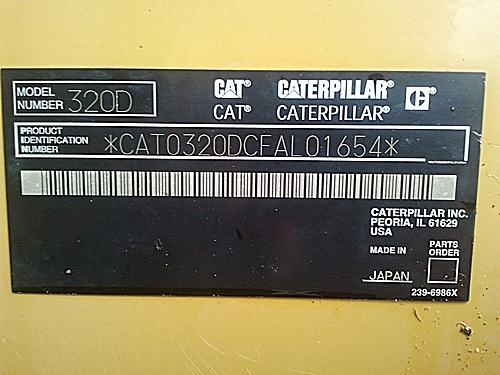 MODEL NUMBER 320D
CAT® CATERPILLAR® C
CAT® CATERPILLAR®
PRODUCT IDENTIFICATION NUMBER *CAT0320DCFAL01654*
CATERPILLAR INC.
PEORIA, IL 61629
USA
MADE IN JAPAN
PARTS ORDER
239-6986X